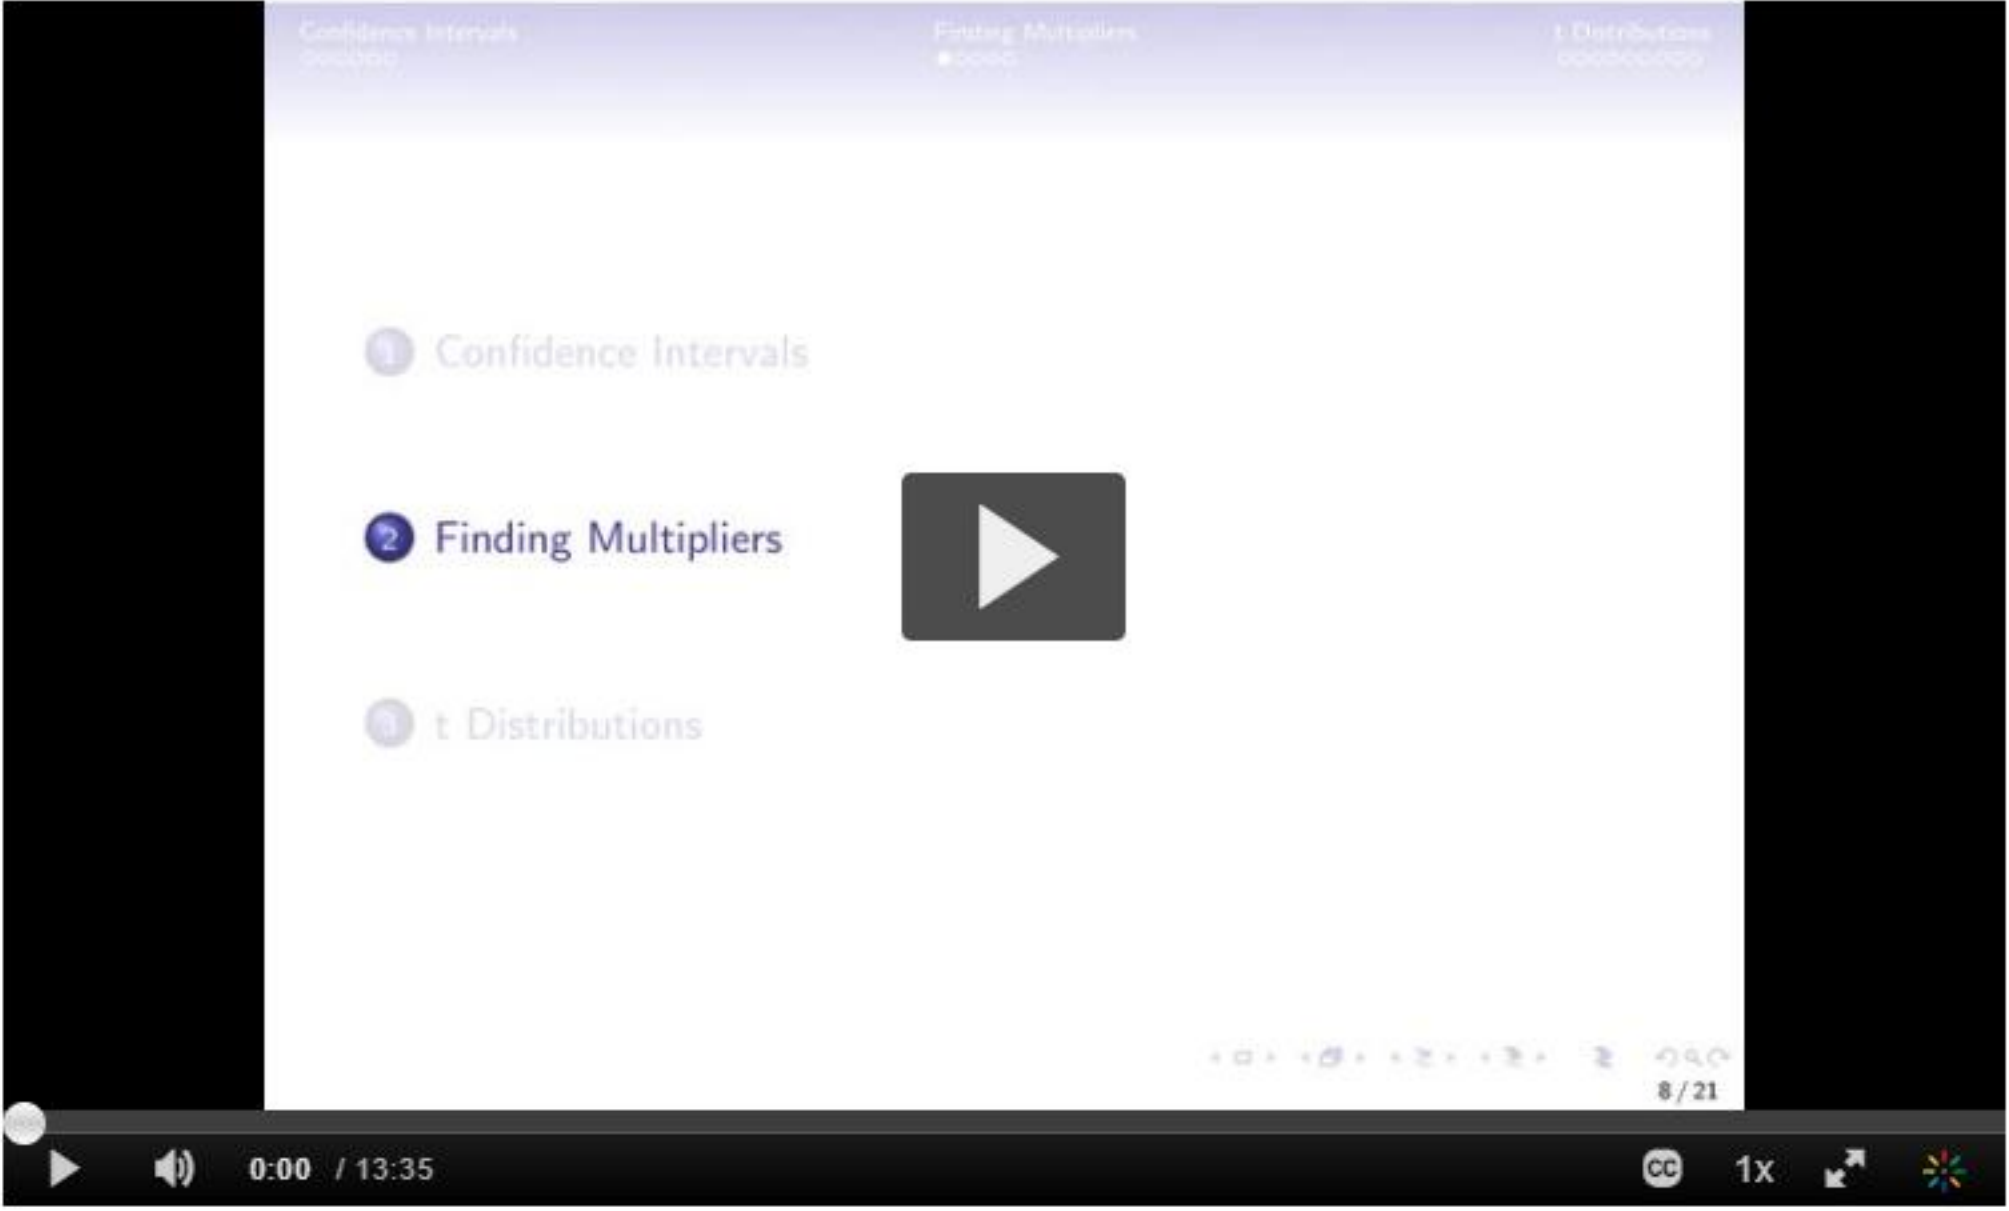 Confidence Intervals Finding Multipliers t Distributions
1 Confidence Intervals
2 Finding Multipliers
3 t Distributions
8 / 21
0:00 / 13:35 CC 1x